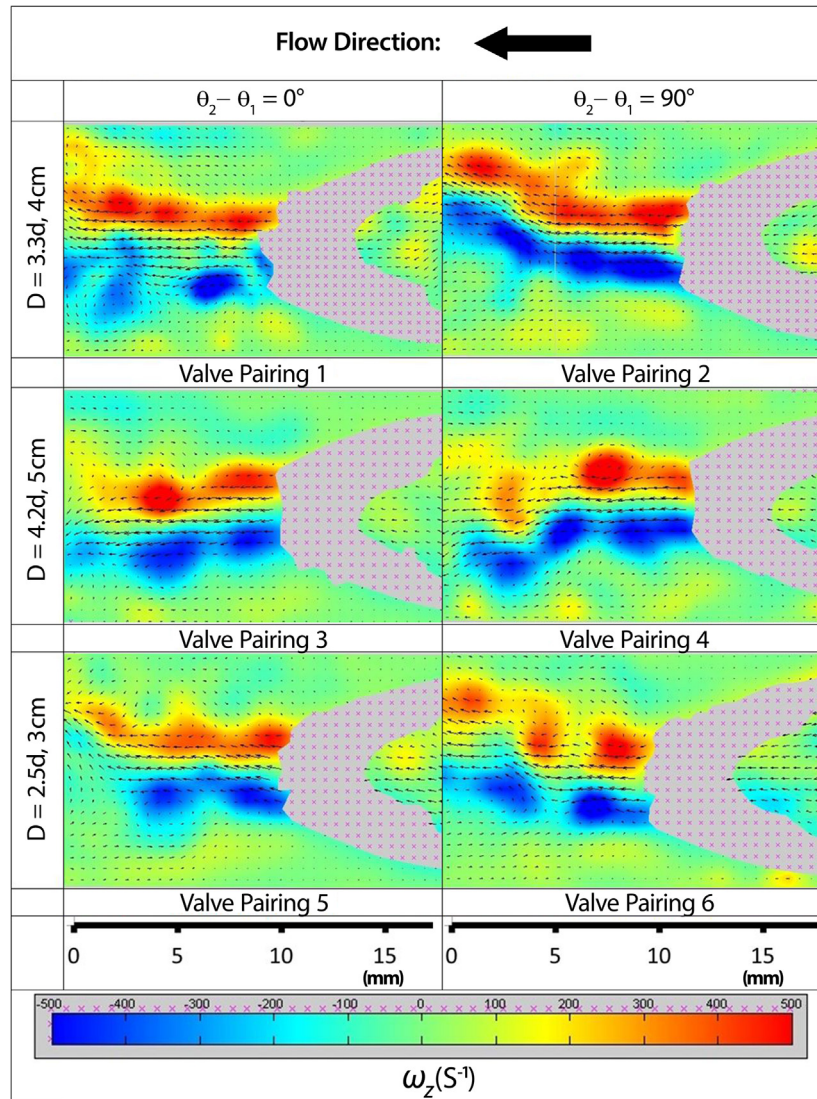 Flow Direction:
θ₂− θ₁ = 0°
θ₂− θ₁ = 90°
D = 3.3d, 4cm
Valve Pairing 1
Valve Pairing 2
D = 4.2d, 5cm
Valve Pairing 3
Valve Pairing 4
D = 2.5d, 3cm
Valve Pairing 5
Valve Pairing 6
0 5 10 15
(mm)
0 5 10 15
(mm)
-500 -400 -300 -200 -100 0 100 200 300 400 500
ω_z(S⁻¹)